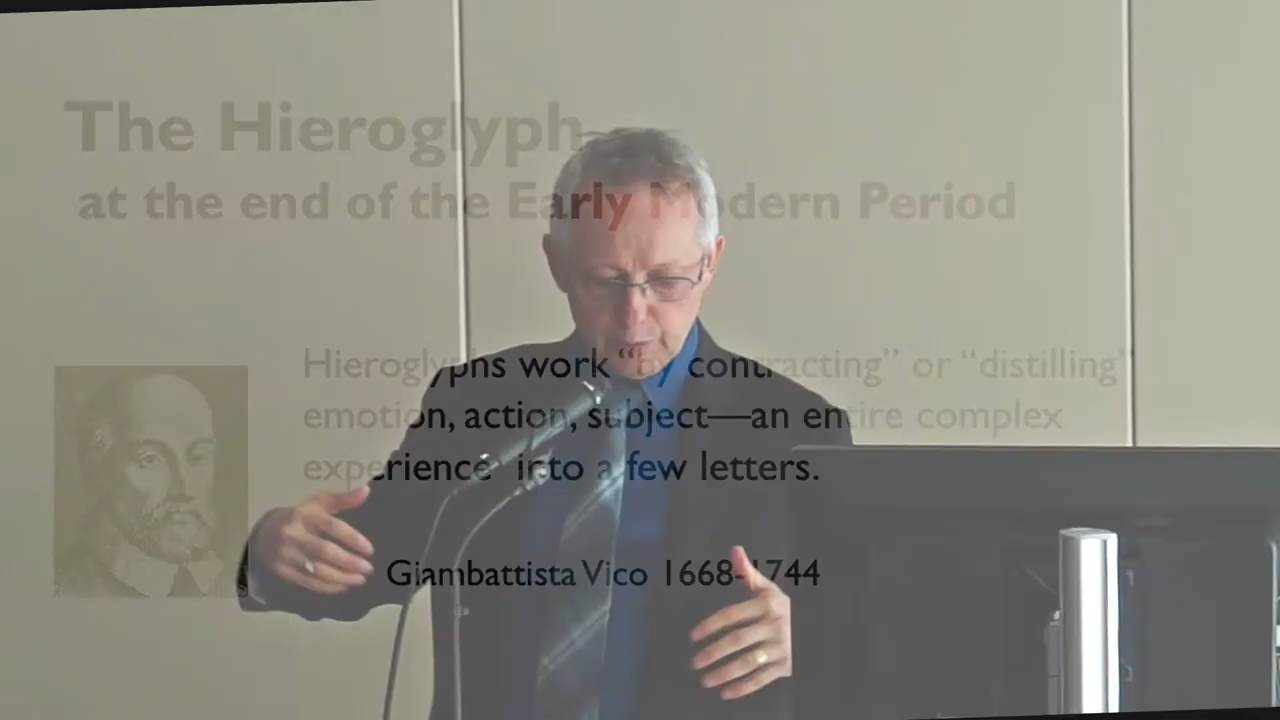 The Hieroglyph
at the end of the Early Modern Period
Hieroglyphs work “by contracting” or “distilling”
emotion, action, subject—an entire complex
experience into a few letters.
Giambattista Vico 1668-1744